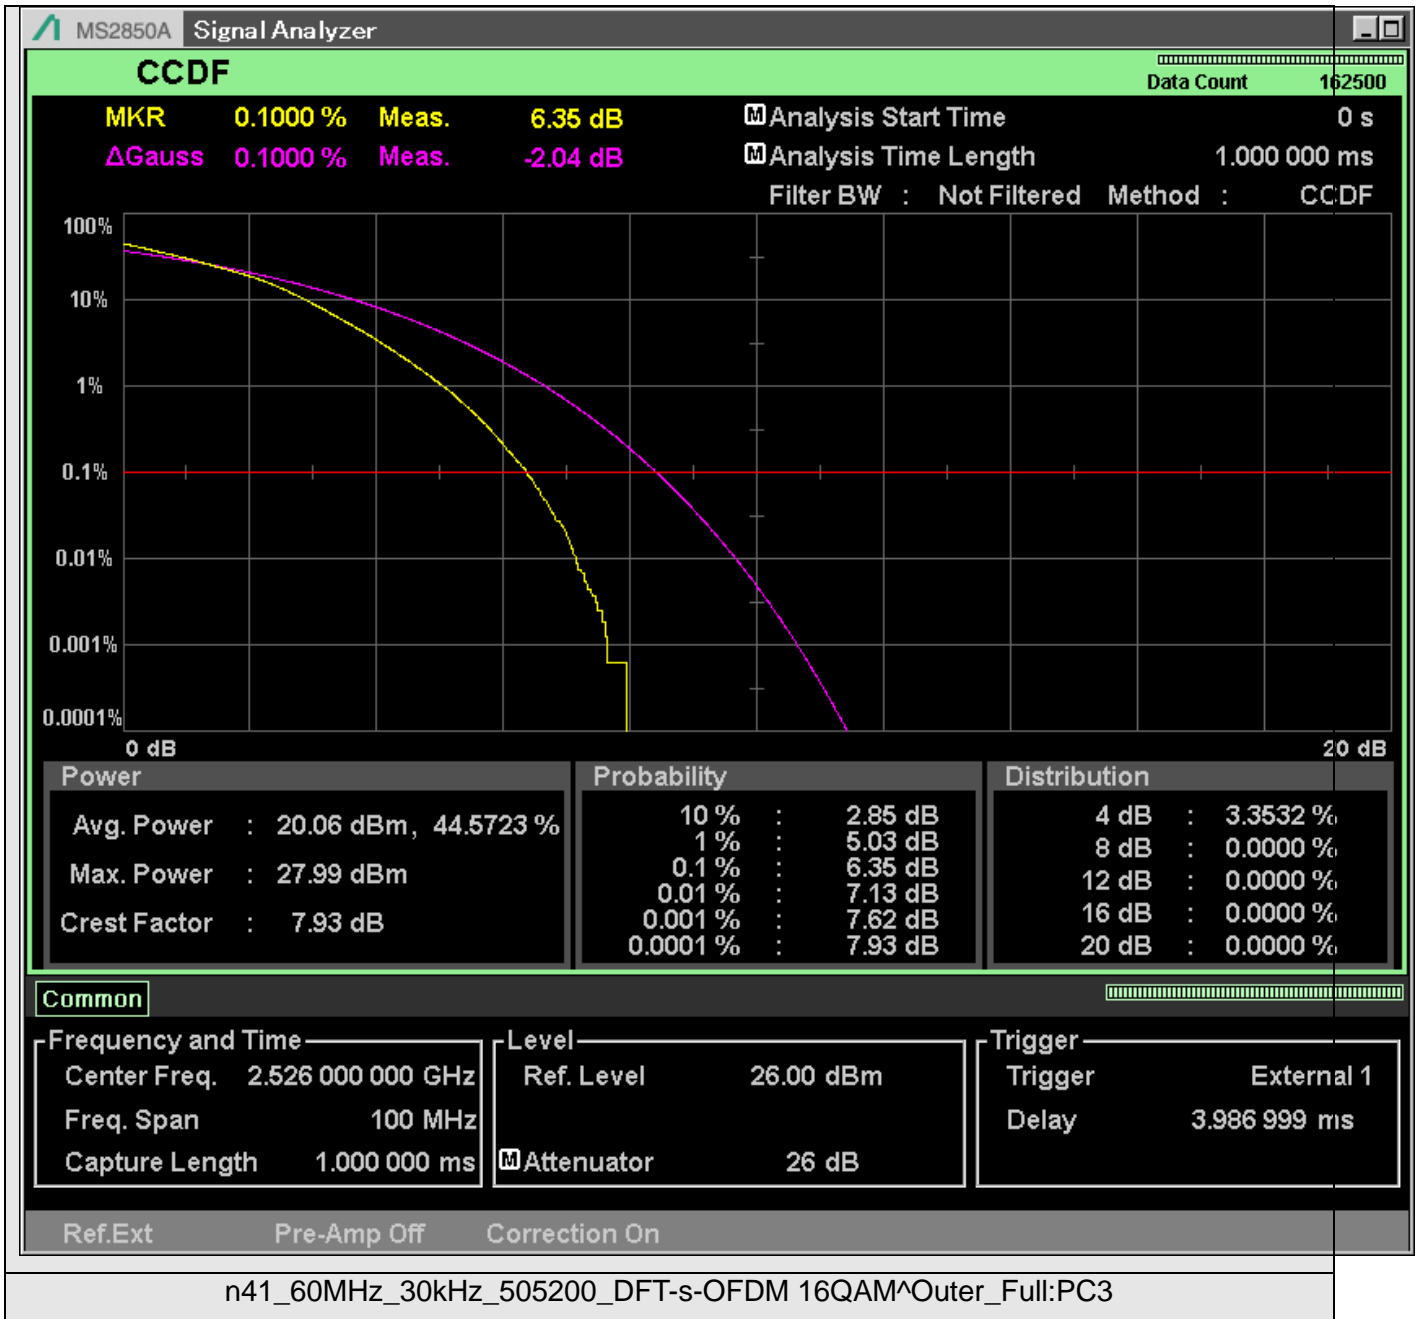 MS2850A Signal Analyzer
CCDF
Data Count 162500
MKR 0.1000 % Meas. 6.35 dB
ΔGauss 0.1000 % Meas. -2.04 dB
M Analysis Start Time 0 s
M Analysis Time Length 1.000 000 ms
Filter BW : Not Filtered Method : CCDF
100%
10%
1%
0.1%
0.01%
0.001%
0.0001%
0 dB 20 dB
Power
Avg. Power : 20.06 dBm, 44.5723 %
Max. Power : 27.99 dBm
Crest Factor : 7.93 dB
Probability
10 % : 2.85 dB
1 % : 5.03 dB
0.1 % : 6.35 dB
0.01 % : 7.13 dB
0.001 % : 7.62 dB
0.0001 % : 7.93 dB
Distribution
4 dB : 3.3532 %
8 dB : 0.0000 %
12 dB : 0.0000 %
16 dB : 0.0000 %
20 dB : 0.0000 %
Common
Frequency and Time
Center Freq. 2.526 000 000 GHz
Freq. Span 100 MHz
Capture Length 1.000 000 ms
Level
Ref. Level 26.00 dBm
M Attenuator 26 dB
Trigger
Trigger External 1
Delay 3.986 999 ms
Ref.Ext Pre-Amp Off Correction On
n41_60MHz_30kHz_505200_DFT-s-OFDM 16QAM^Outer_Full:PC3